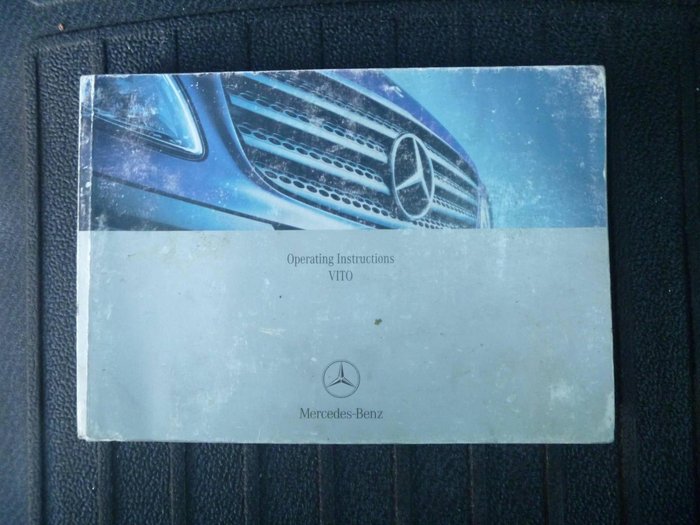 Operating Instructions
VITO
Mercedes-Benz